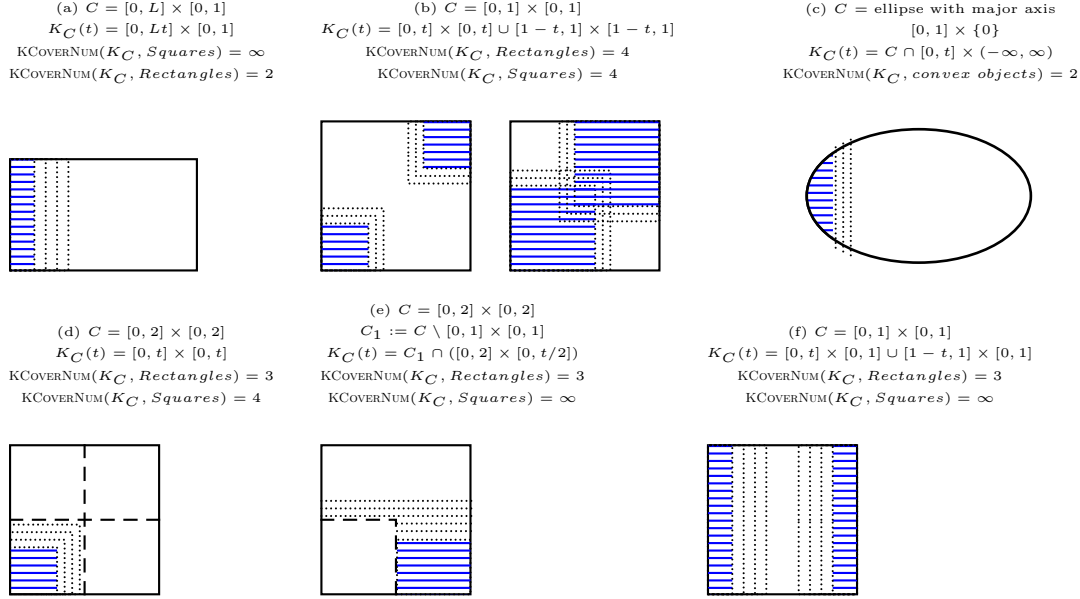 (a) C = [0, L] × [0, 1]
K_C(t) = [0, Lt] × [0, 1]
KCOVERNUM(K_C, Squares) = ∞
KCOVERNUM(K_C, Rectangles) = 2
(b) C = [0, 1] × [0, 1]
K_C(t) = [0, t] × [0, t] ∪ [1 − t, 1] × [1 − t, 1]
KCOVERNUM(K_C, Rectangles) = 4
KCOVERNUM(K_C, Squares) = 4
(c) C = ellipse with major axis
[0, 1] × {0}
K_C(t) = C ∩ [0, t] × (−∞, ∞)
KCOVERNUM(K_C, convex objects) = 2
(d) C = [0, 2] × [0, 2]
K_C(t) = [0, t] × [0, t]
KCOVERNUM(K_C, Rectangles) = 3
KCOVERNUM(K_C, Squares) = 4
(e) C = [0, 2] × [0, 2]
C_1 := C \ [0, 1] × [0, 1]
K_C(t) = C_1 ∩ ([0, 2] × [0, t/2])
KCOVERNUM(K_C, Rectangles) = 3
KCOVERNUM(K_C, Squares) = ∞
(f) C = [0, 1] × [0, 1]
K_C(t) = [0, t] × [0, 1] ∪ [1 − t, 1] × [0, 1]
KCOVERNUM(K_C, Rectangles) = 3
KCOVERNUM(K_C, Squares) = ∞